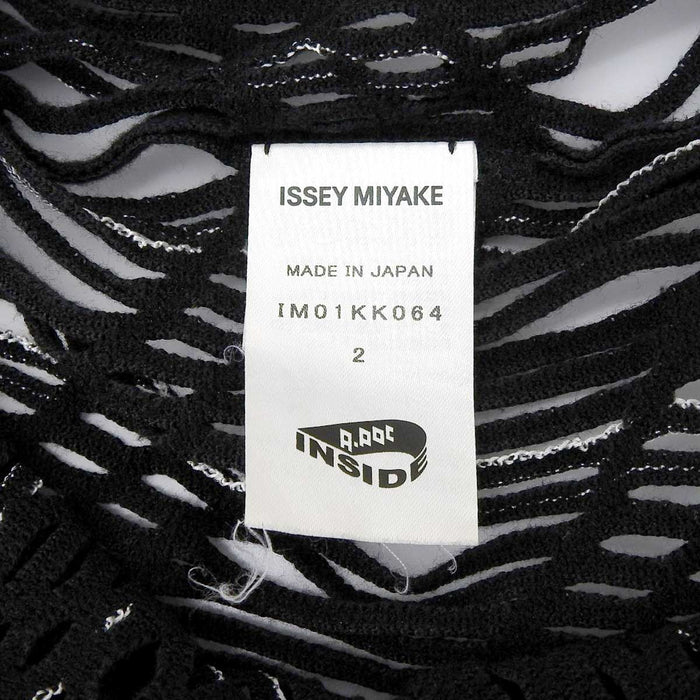 ISSEY MIYAKE
MADE IN JAPAN
IM01KK064
2
A.POC
INSIDE